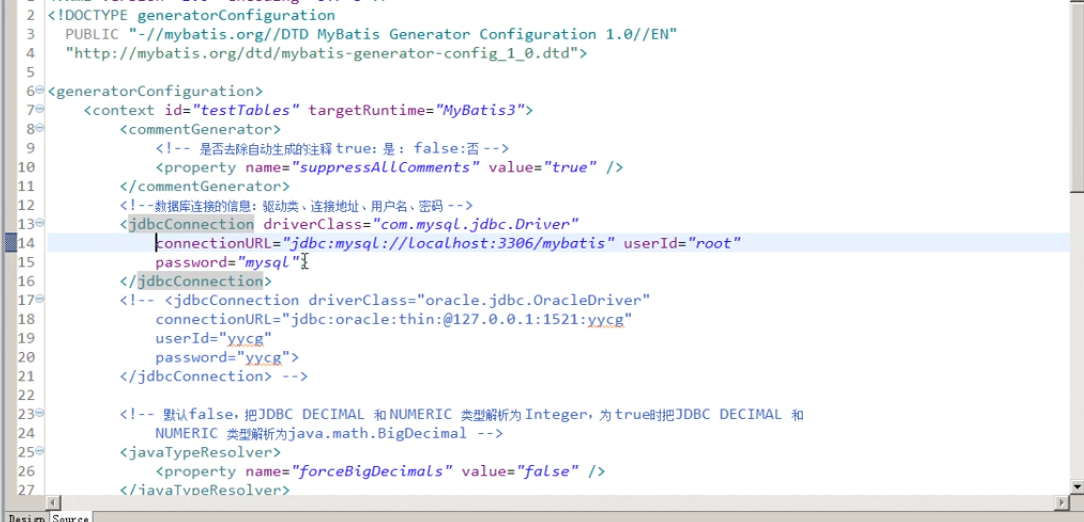 2 <!DOCTYPE generatorConfiguration
3 PUBLIC "-//mybatis.org//DTD MyBatis Generator Configuration 1.0//EN"
4 "http://mybatis.org/dtd/mybatis-generator-config_1_0.dtd">
5
6 <generatorConfiguration>
7 <context id="testTables" targetRuntime="MyBatis3">
8 <commentGenerator>
9 <!-- 是否去除自动生成的注释 true：是 ： false:否 -->
10 <property name="suppressAllComments" value="true" />
11 </commentGenerator>
12 <!--数据库连接的信息：驱动类、连接地址、用户名、密码 -->
13 <jdbcConnection driverClass="com.mysql.jdbc.Driver"
14 connectionURL="jdbc:mysql://localhost:3306/mybatis" userId="root"
15 password="mysql">
16 </jdbcConnection>
17 <!-- <jdbcConnection driverClass="oracle.jdbc.OracleDriver"
18 connectionURL="jdbc:oracle:thin:@127.0.0.1:1521:yycg"
19 userId="yycg"
20 password="yycg">
21 </jdbcConnection> -->
22
23 <!-- 默认false，把JDBC DECIMAL 和 NUMERIC 类型解析为 Integer，为 true时把JDBC DECIMAL 和
24 NUMERIC 类型解析为java.math.BigDecimal -->
25 <javaTypeResolver>
26 <property name="forceBigDecimals" value="false" />
27 </javaTypeResolver>
Design Source